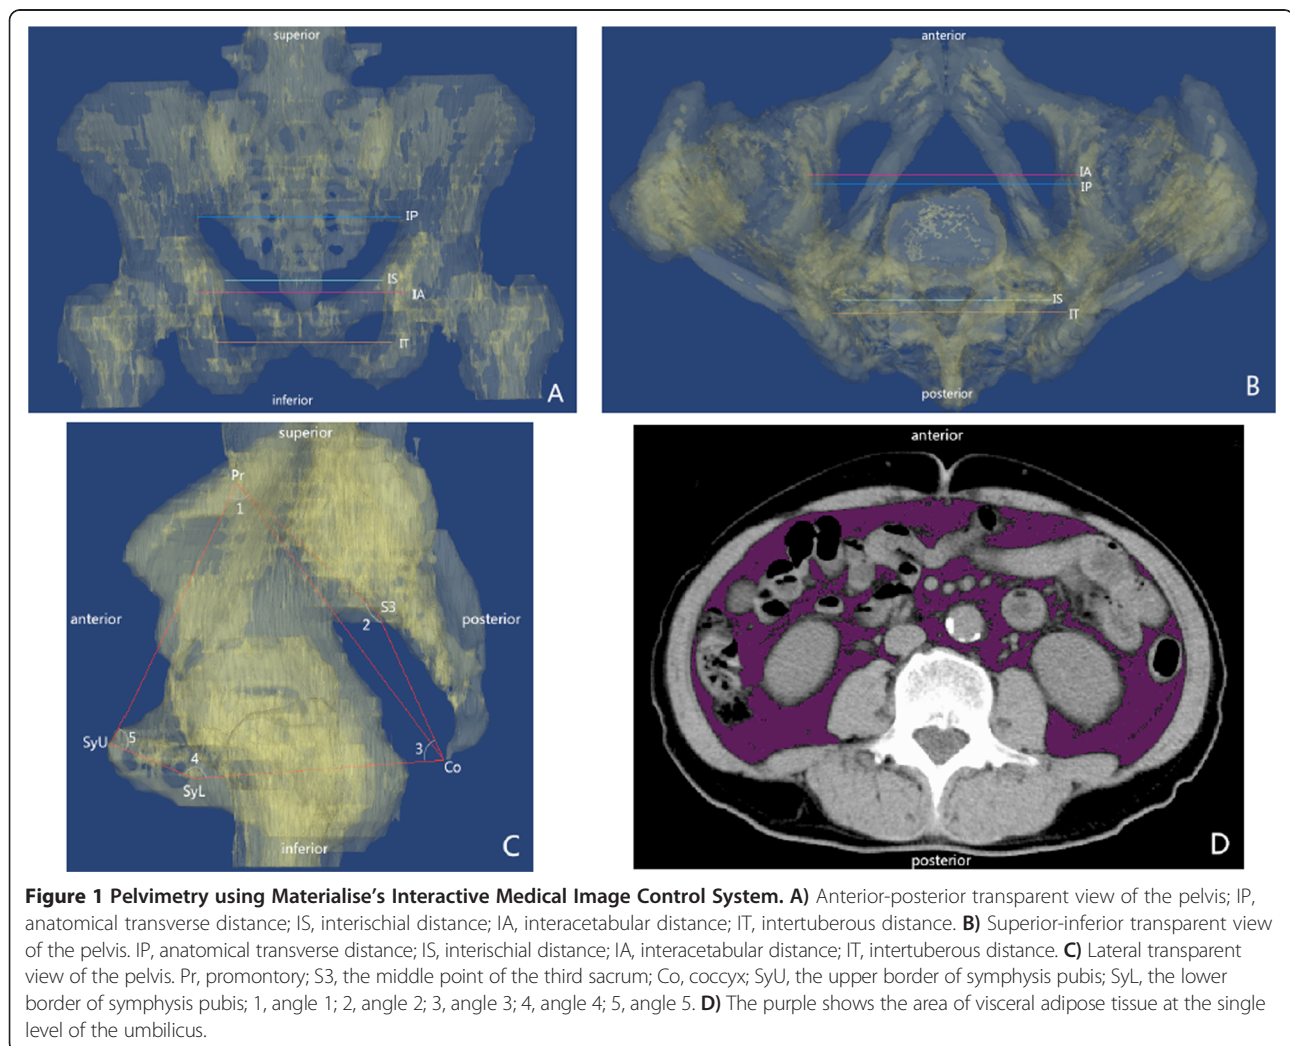 superior
IP
IS
IA
IT
inferior
A
anterior
IA
IP
IS
IT
posterior
B
superior
Pr
1
S3
2
anterior
posterior
SyU
5
4
3
Co
SyL
inferior
C
anterior
posterior
D
Figure 1 Pelvimetry using Materialise's Interactive Medical Image Control System. A) Anterior-posterior transparent view of the pelvis; IP,
anatomical transverse distance; IS, interischial distance; IA, interacetabular distance; IT, intertuberous distance. B) Superior-inferior transparent view
of the pelvis. IP, anatomical transverse distance; IS, interischial distance; IA, interacetabular distance; IT, intertuberous distance. C) Lateral transparent
view of the pelvis. Pr, promontory; S3, the middle point of the third sacrum; Co, coccyx; SyU, the upper border of symphysis pubis; SyL, the lower
border of symphysis pubis; 1, angle 1; 2, angle 2; 3, angle 3; 4, angle 4; 5, angle 5. D) The purple shows the area of visceral adipose tissue at the single
level of the umbilicus.